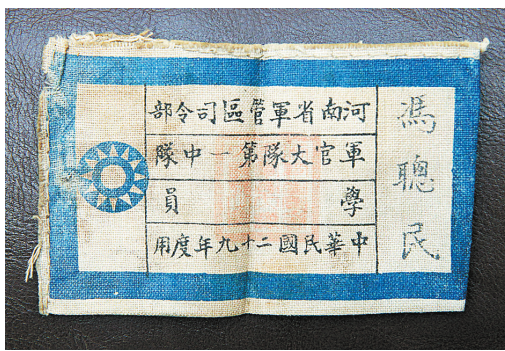 馮聰民
河南省軍管區司令部
軍官大隊第一中隊
學員
中華民國二十九年度用